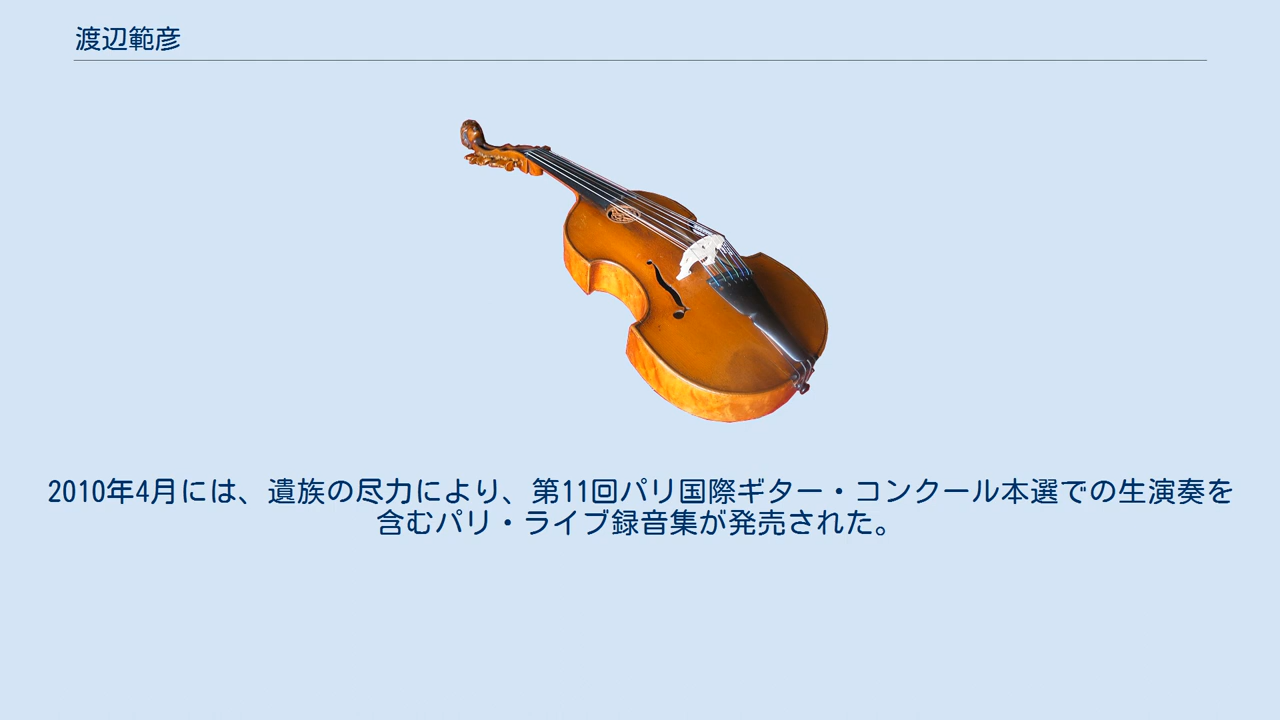 渡辺範彦
2010年4月には、遺族の尽力により、第11回パリ国際ギター・コンクール本選での生演奏を
含むパリ・ライブ録音集が発売された。